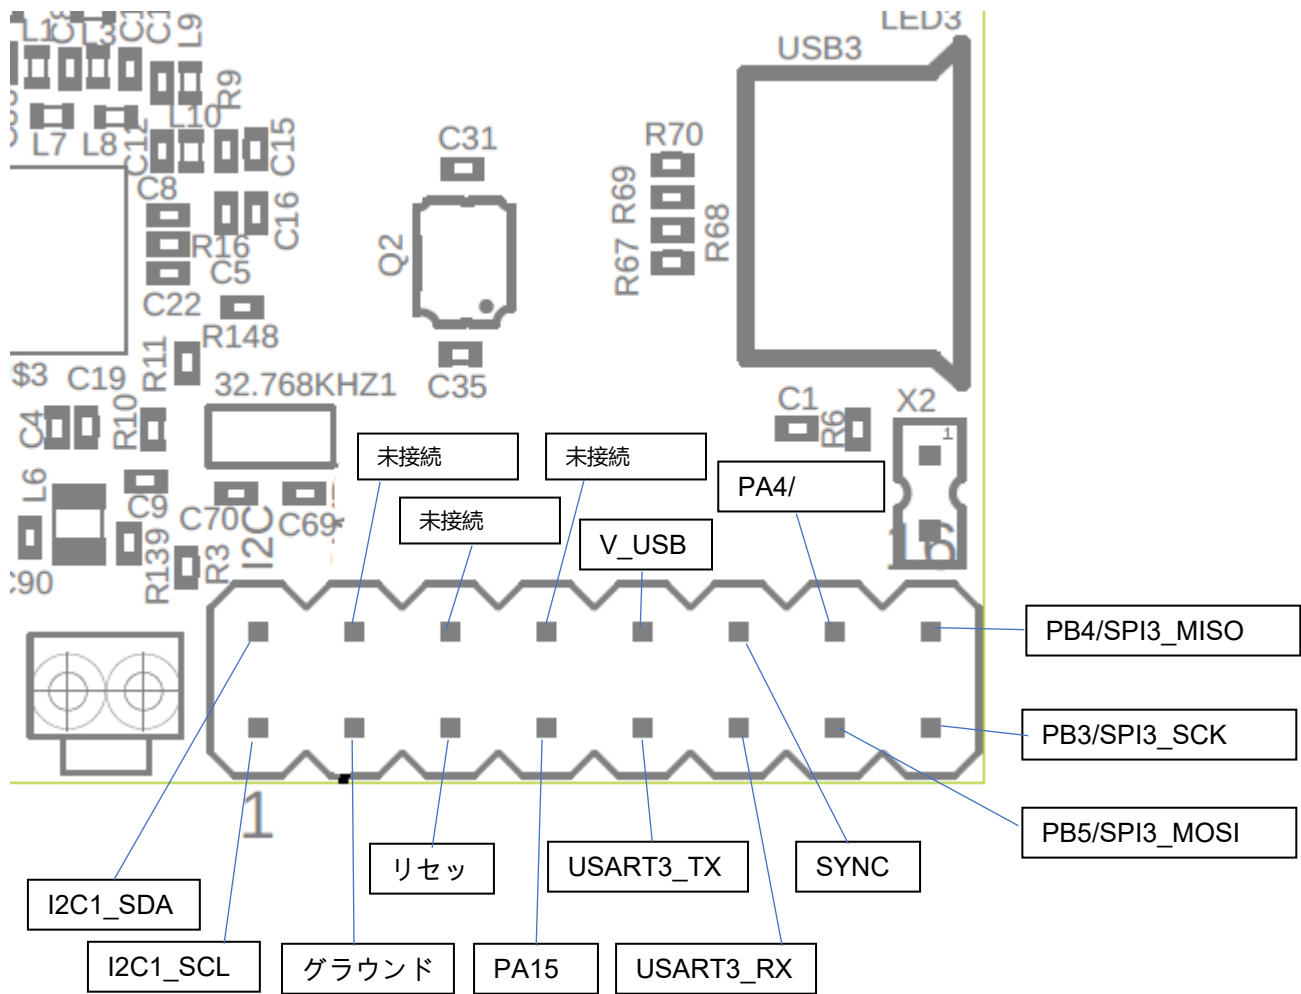 LED3
L1
L3
L9
USB3
R9
L10
L7
L8
C12
C15
C31
R70
C8
R69
C16
R68
R16
Q2
R67
C5
C22
R148
R11
$3
C19
32.768KHZ1
C35
C4
R10
C1
R6
X2
1
未接続
未接続
PA4/
L6
C9
C70
I2C
C69
未接続
V_USB
16
R139
R3
C90
PB4/SPI3_MISO
PB3/SPI3_SCK
1
PB5/SPI3_MOSI
リセッ
USART3_TX
SYNC
I2C1_SDA
I2C1_SCL
グラウンド
PA15
USART3_RX